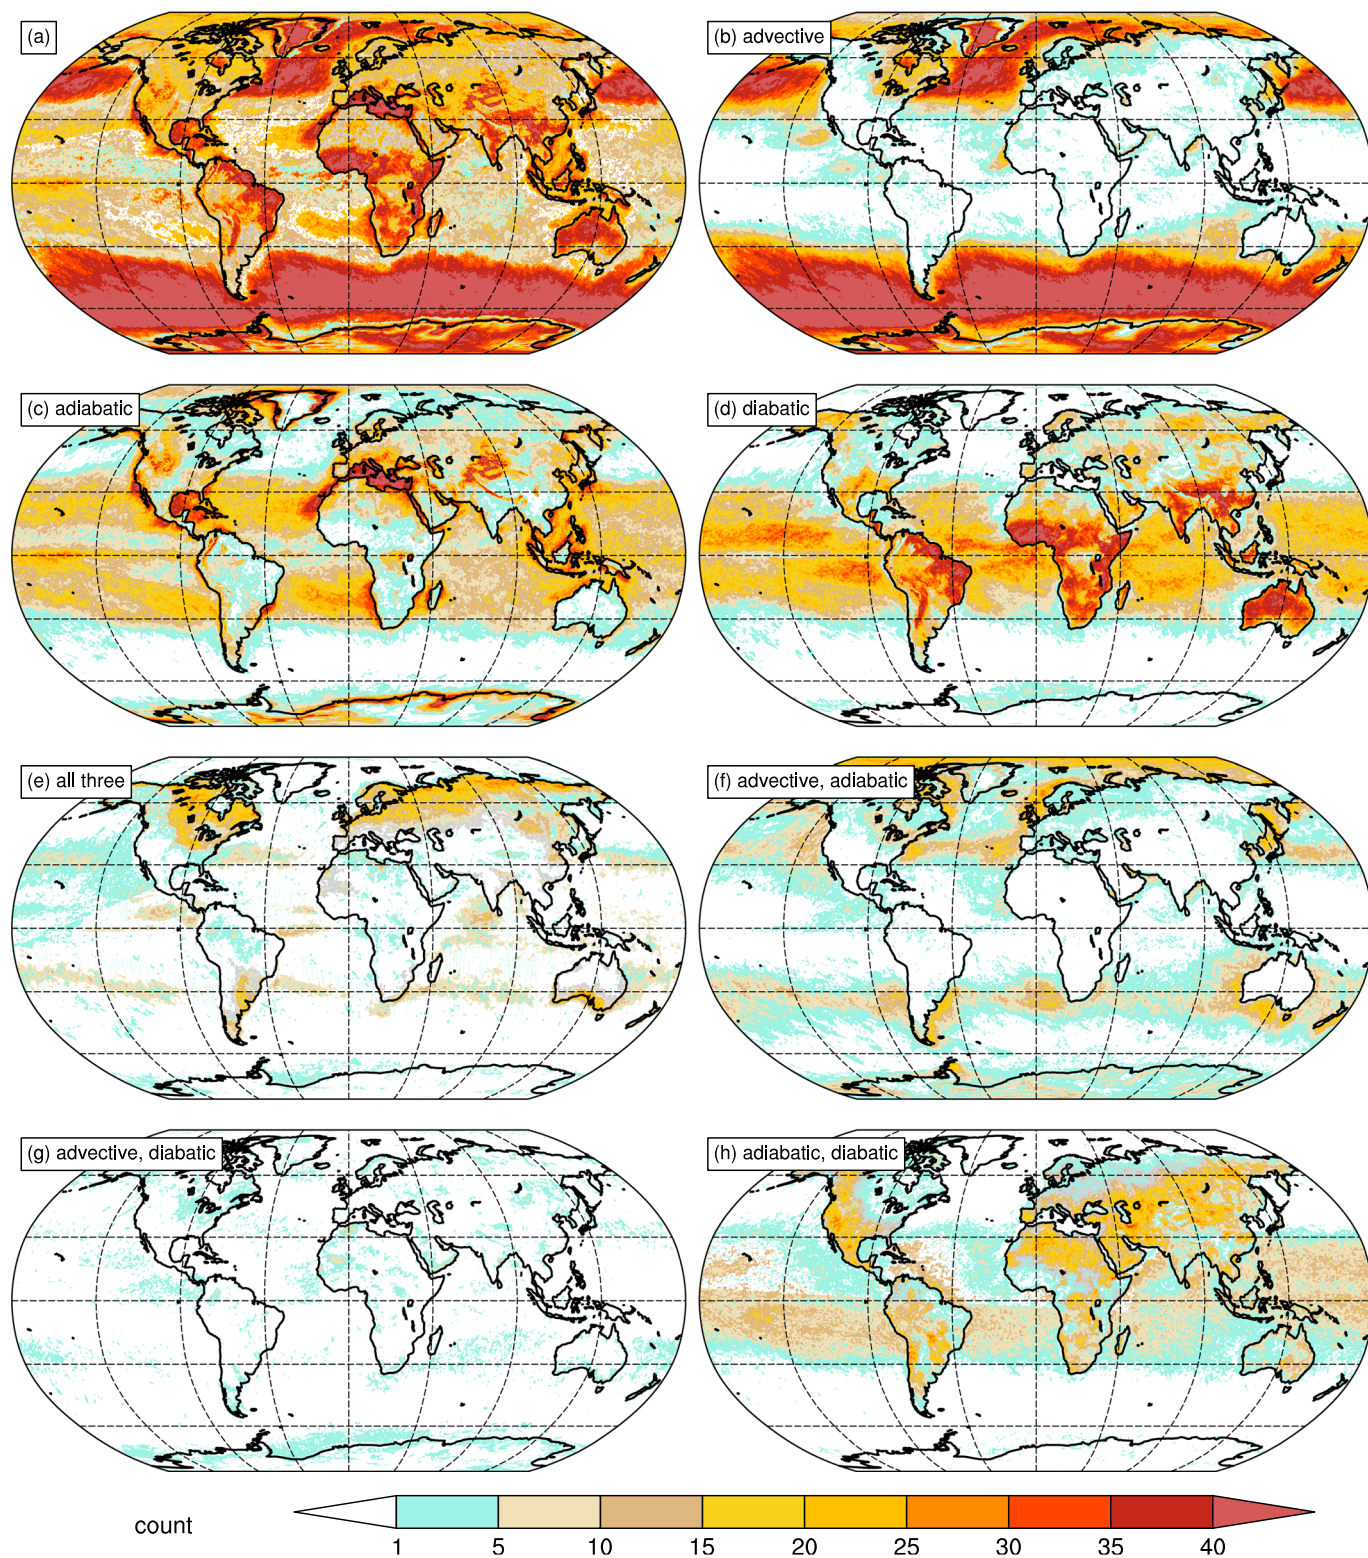 (a)
(b) advective
(c) adiabatic
(d) diabatic
(e) all three
(f) advective, adiabatic
(g) advective, diabatic
(h) adiabatic, diabatic
count
1 5 10 15 20 25 30 35 40